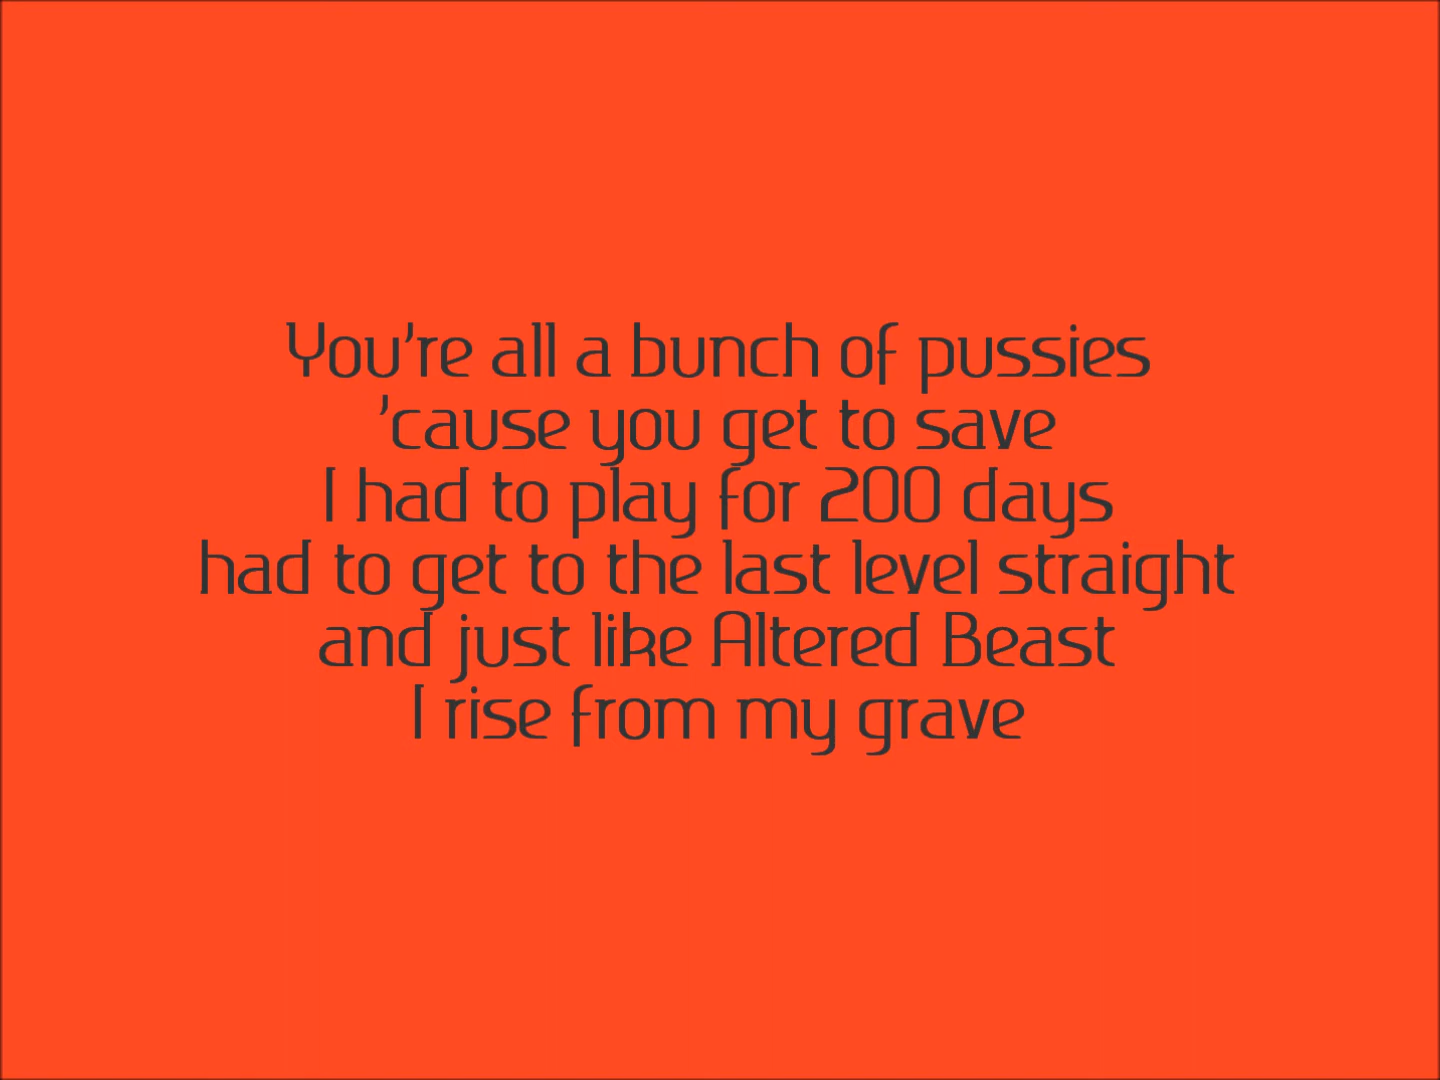 You're all a bunch of pussies
'cause you get to save
I had to play for 200 days
had to get to the last level straight
and just like Altered Beast
I rise from my grave